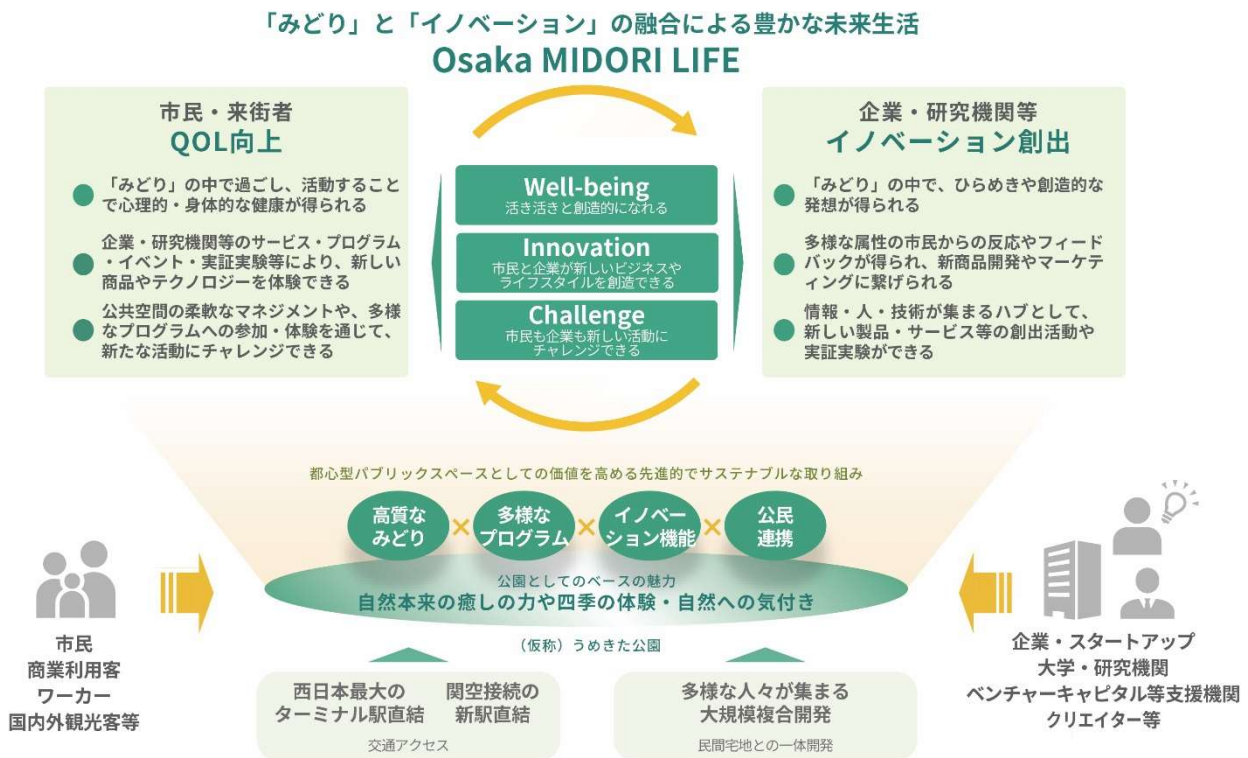 「みどり」と「イノベーション」の融合による豊かな未来生活
Osaka MIDORI LIFE
市民・来街者
QOL向上
「みどり」の中で過ごし、活動すること
で心理的・身体的な健康が得られる
企業・研究機関等のサービス・プログラム
・イベント・実証実験等により、新しい
商品やテクノロジーを体験できる
公共空間の柔軟なマネジメントや、多様
なプログラムへの参加・体験を通じて、
新たな活動にチャレンジできる
Well-being
活き活きと創造的になれる
Innovation
市民と企業が新しいビジネスや
ライフスタイルを創造できる
Challenge
市民も企業も新しい活動に
チャレンジできる
企業・研究機関等
イノベーション創出
「みどり」の中で、ひらめきや創造的な
発想が得られる
多様な属性の市民からの反応やフィード
バックが得られ、新商品開発やマーケテ
ィングに繋げられる
情報・人・技術が集まるハブとして、
新しい製品・サービス等の創出活動や
実証実験ができる
都心型パブリックスペースとしての価値を高める先進的でサステナブルな取り組み
高質な
みどり
×
多様な
プログラム
×
イノベー
ション機能
×
公民
連携
公園としてのベースの魅力
自然本来の癒しの力や四季の体験・自然への気付き
（仮称）うめきた公園
市民
商業利用客
ワーカー
国内外観光客等
西日本最大の
ターミナル駅直結
関空接続の
新駅直結
交通アクセス
多様な人々が集まる
大規模複合開発
民間宅地との一体開発
企業・スタートアップ
大学・研究機関
ベンチャーキャピタル等支援機関
クリエイター等